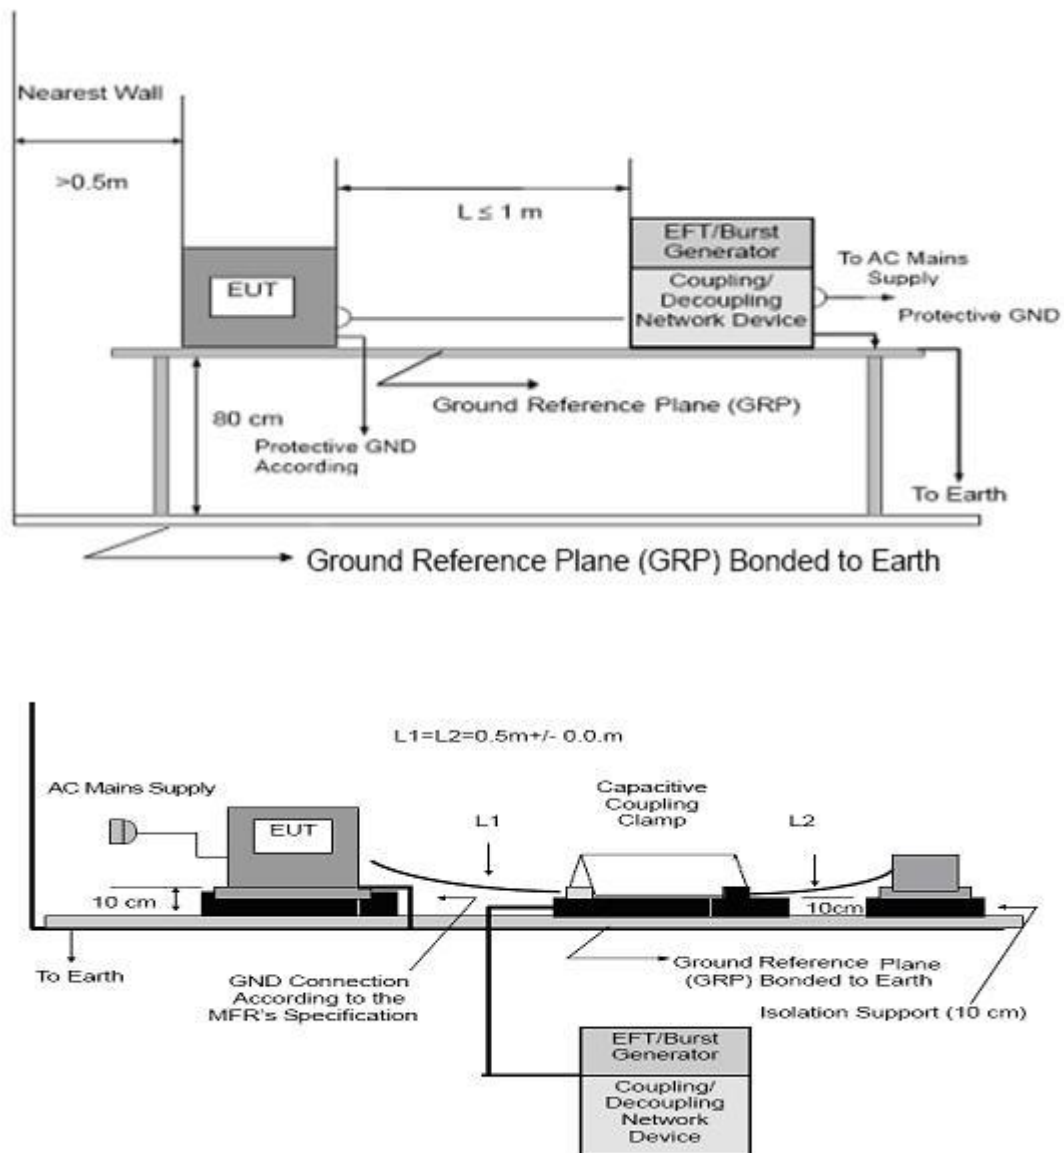 Nearest Wall
>0.5m
L ≤ 1 m
EFT/Burst
Generator
EUT
Coupling/
Decoupling
Network Device
To AC Mains
Supply
Protective GND
Ground Reference Plane (GRP)
80 cm
Protective GND
According
To Earth
Ground Reference Plane (GRP) Bonded to Earth
L1=L2=0.5m+/- 0.0.m
AC Mains Supply
EUT
L1
Capacitive
Coupling
Clamp
L2
10 cm
10cm
To Earth
GND Connection
According to the
MFR's Specification
Ground Reference Plane
(GRP) Bonded to Earth
Isolation Support (10 cm)
EFT/Burst
Generator
Coupling/
Decoupling
Network
Device